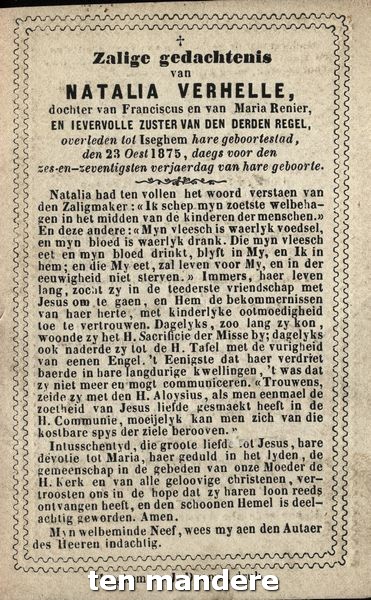 Zalige gedachtenis
van
NATALIA VERHELLE,
dochter van Franciscus en van Maria Renier,
EN IEVERVOLLE ZUSTER VAN DEN DERDEN REGEL,
overleden tot Iseghem hare geboortestad,
den 23 Oest 1875, daegs voor den
zes-en-zeventigsten verjaerdag van hare geboorte.
Natalia had ten vollen het woord verstaen van
den Zaligmaker: «Ik schep myn zoetste welbeha-
gen in het midden van de kinderen der menschen.»
En deze andere: «Myn vleesch is waerlyk voedsel,
en myn bloed is waerlyk drank. Die myn vleesch
eet en myn bloed drinkt, blyft in My, en Ik in
hem; en die My eet, zal leven voor My, en in der
eeuwigheid niet sterven.» Immers, haer leven
lang, zocht zy in de teederste vriendschap met
Jesus om te gaen, en Hem de bekommernissen
van haer herte, met kinderlyke ootmoedigheid
toe te vertrouwen. Dagelyks, zoo lang zy kon,
woonde zy het H. Sacrificie der Misse by; dagelyks
ook naderde zy tot de H. Tafel met de vurigheid
van eenen Engel. 't Eenigste dat haer verdriet
baerde in hare langdurige kwellingen, 't was dat
zy niet meer en mogt communiceren. «Trouwens,
zeide zy met den H. Aloysius, als men eenmael de
zoetheid van Jesus liefde gesmaekt heeft in de
H. Communie, moeijelyk kan men zich van die
kostbare spys der ziele berooven.»
Intusschentyd, die groote liefde tot Jesus, hare
devotie tot Maria, haer geduld in het lyden, de
gemeenschap in de gebeden van onze Moeder de
H. Kerk en van alle geloovige christenen, ver-
troosten ons in de hope dat zy haren loon reeds
ontvangen heeft, en den schoonen Hemel is deel-
achtig geworden. Amen.
Myn welbeminde Neef, wees my aen den Autaer
des Heeren indachtig.
ten mandere